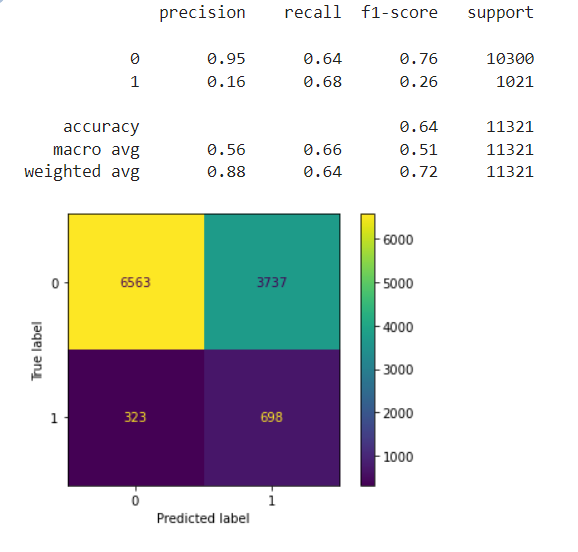 precision recall f1-score support
0 0.95 0.64 0.76 10300
1 0.16 0.68 0.26 1021
accuracy 0.64 11321
macro avg 0.56 0.66 0.51 11321
weighted avg 0.88 0.64 0.72 11321
6000
5000
4000
3000
2000
1000
0
6563 3737
True label
1
323 698
0 1
Predicted label